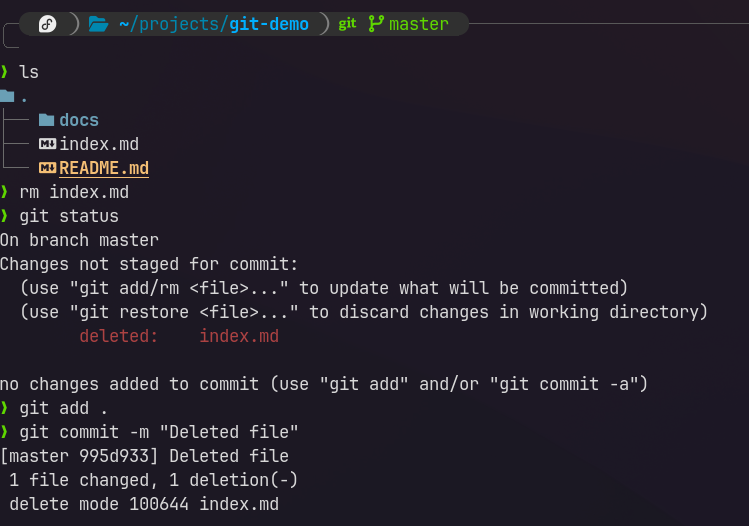 ~/projects/git-demo git master
❯ ls
.
docs
index.md
README.md
❯ rm index.md
❯ git status
On branch master
Changes not staged for commit:
  (use "git add/rm <file>..." to update what will be committed)
  (use "git restore <file>..." to discard changes in working directory)
        deleted:    index.md

no changes added to commit (use "git add" and/or "git commit -a")
❯ git add .
❯ git commit -m "Deleted file"
[master 995d933] Deleted file
 1 file changed, 1 deletion(-)
 delete mode 100644 index.md